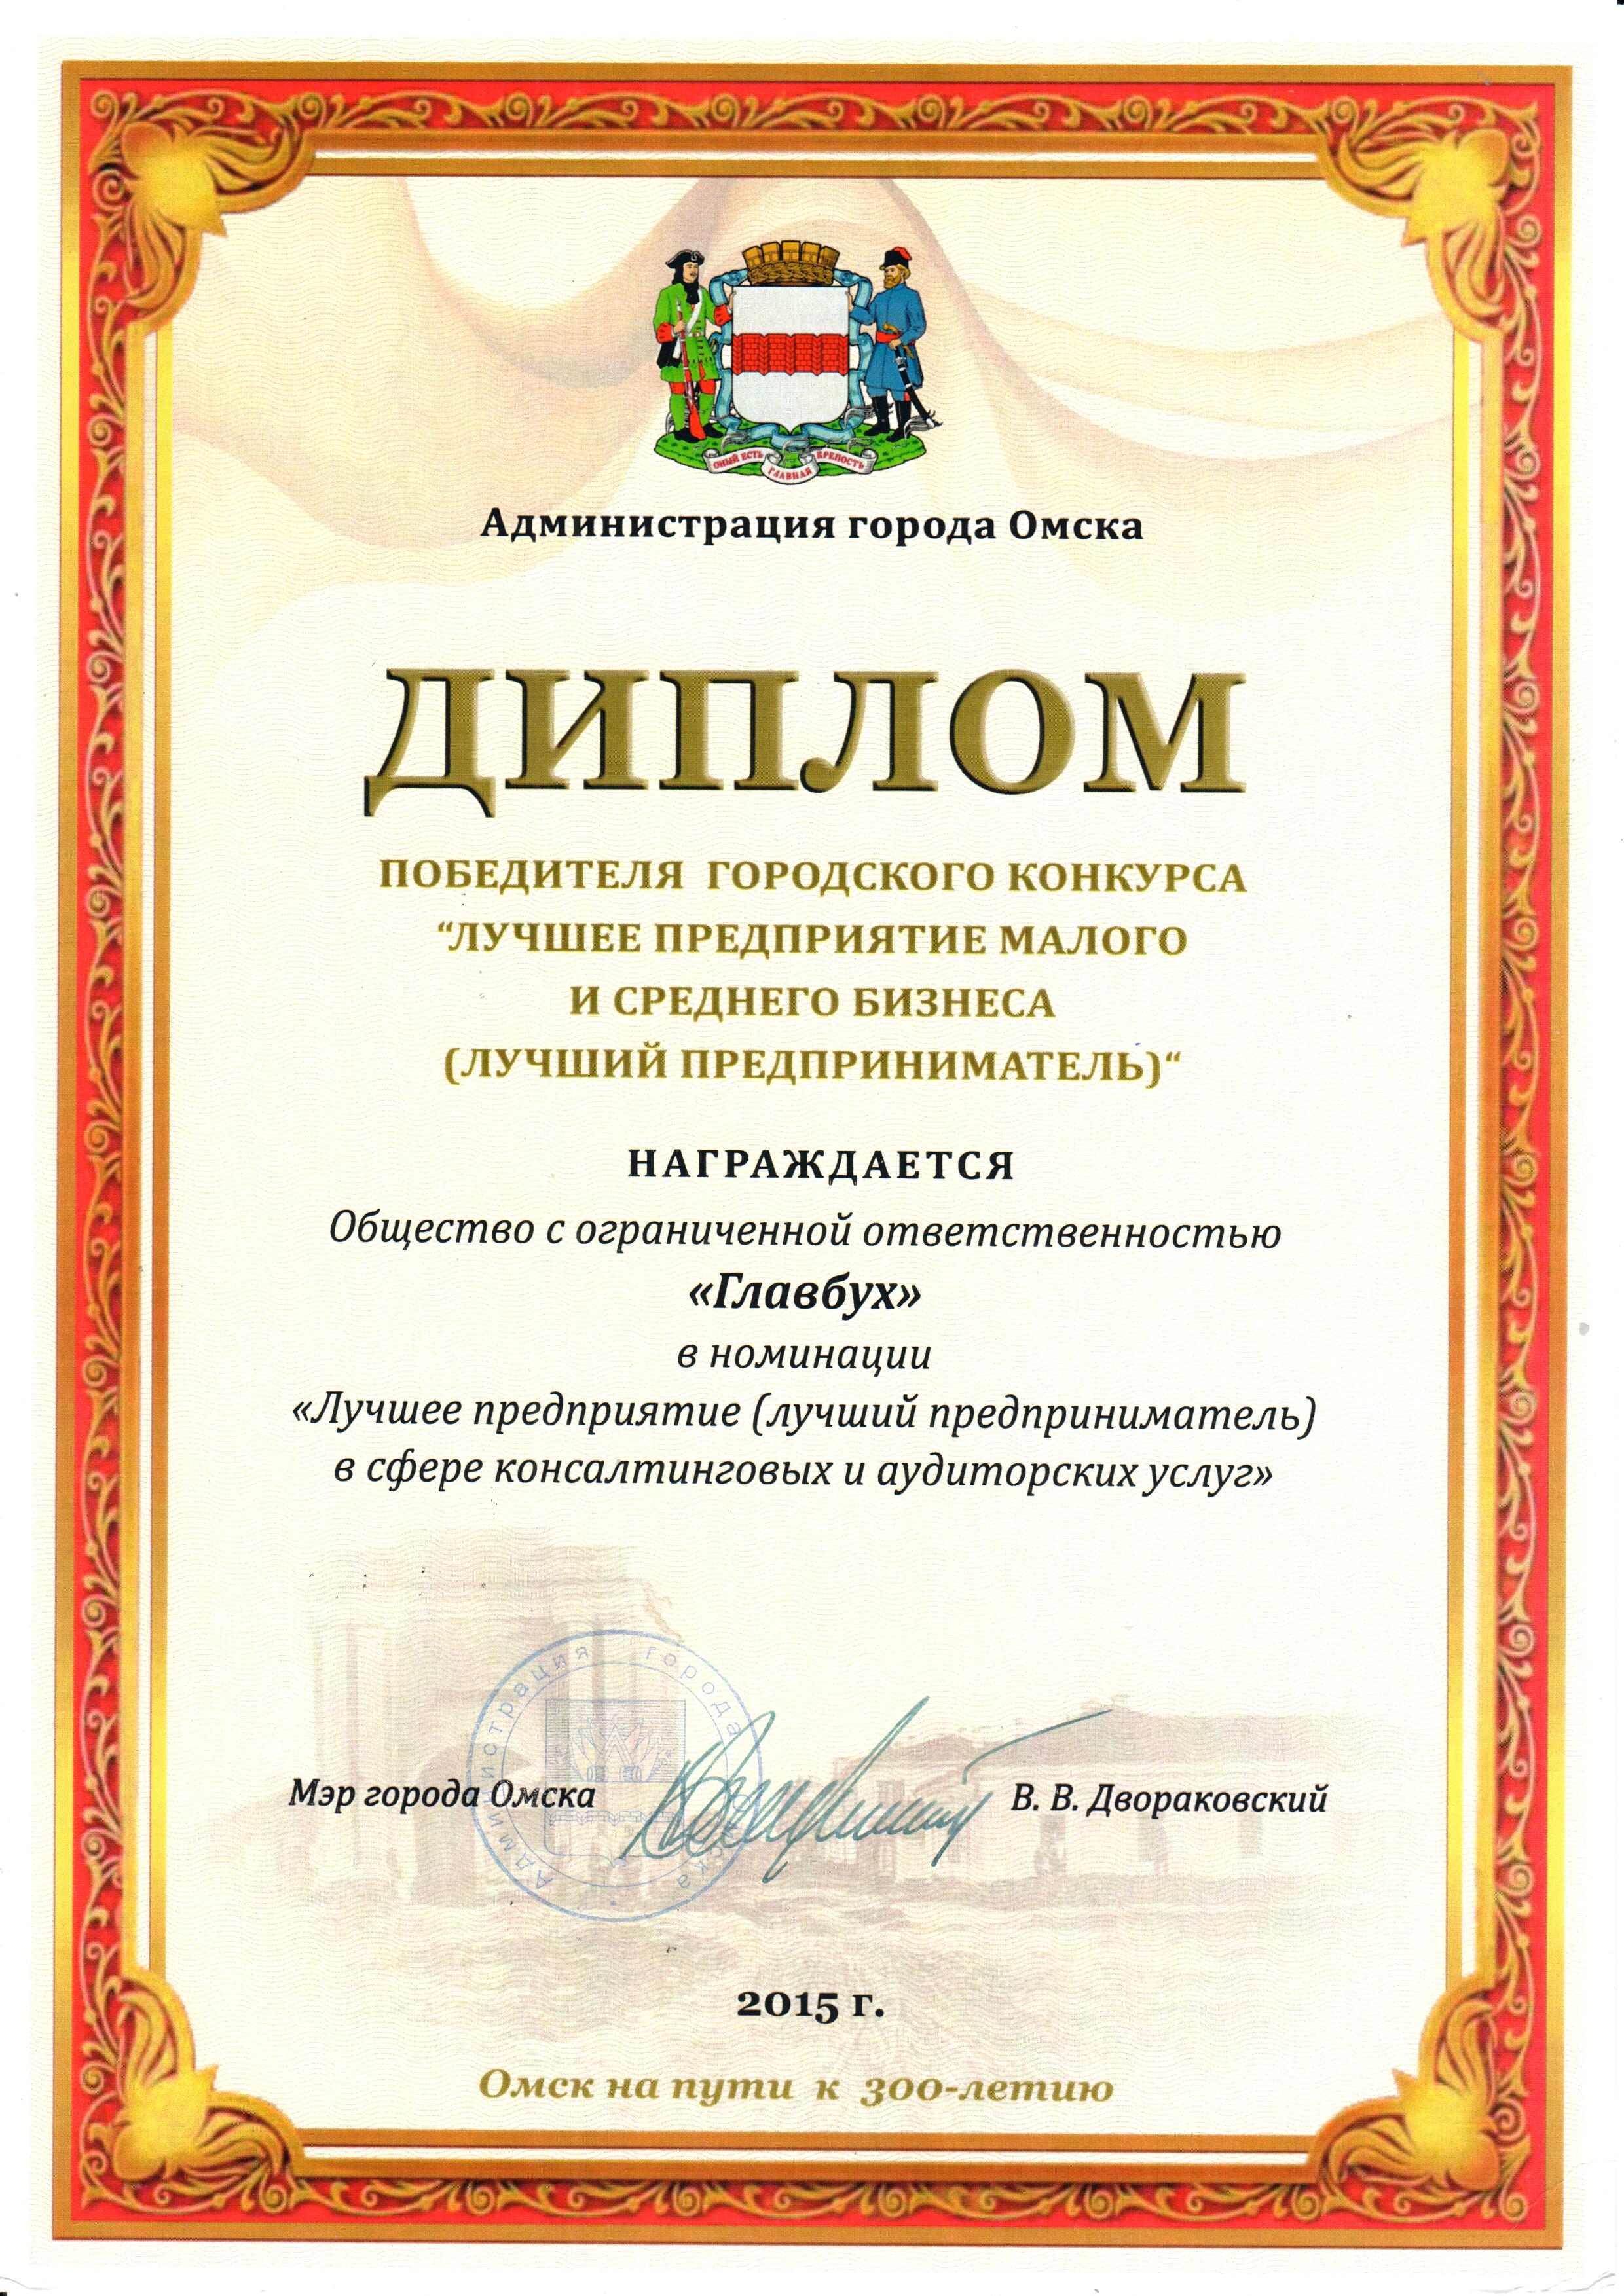 ОНЫЙ ЕСТЬ ГЛАВНАЯ КРЕПОСТЬ
Администрация города Омска
ДИПЛОМ
ПОБЕДИТЕЛЯ ГОРОДСКОГО КОНКУРСА
“ЛУЧШЕЕ ПРЕДПРИЯТИЕ МАЛОГО
И СРЕДНЕГО БИЗНЕСА
(ЛУЧШИЙ ПРЕДПРИНИМАТЕЛЬ)“
НАГРАЖДАЕТСЯ
Общество с ограниченной ответственностью
«Главбух»
в номинации
«Лучшее предприятие (лучший предприниматель)
в сфере консалтинговых и аудиторских услуг»
Администрация города Омска
Мэр города Омска В. В. Двораковский
2015 г.
Омск на пути к 300-летию